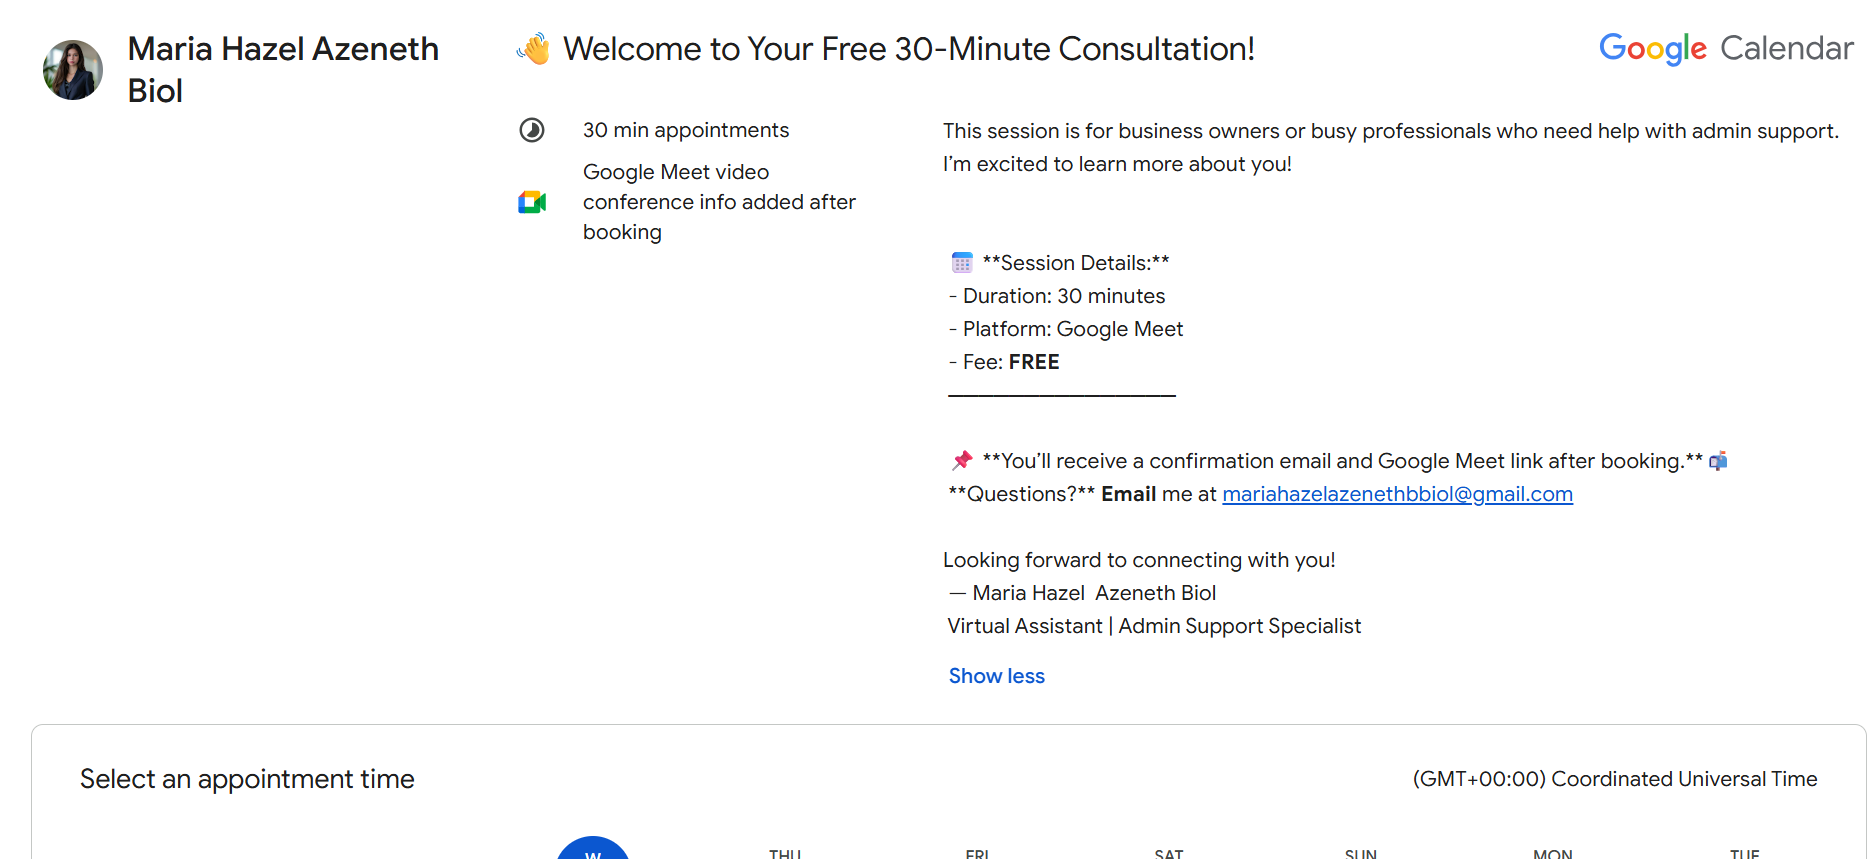 Maria Hazel Azeneth
Biol
👋 Welcome to Your Free 30-Minute Consultation!
Google Calendar
30 min appointments
Google Meet video
conference info added after
booking
This session is for business owners or busy professionals who need help with admin support.
I’m excited to learn more about you!
📅 **Session Details:**
- Duration: 30 minutes
- Platform: Google Meet
- Fee: FREE
📌 **You’ll receive a confirmation email and Google Meet link after booking.** 📬
**Questions?** Email me at mariahazelazenethbbiol@gmail.com
Looking forward to connecting with you!
— Maria Hazel  Azeneth Biol
Virtual Assistant | Admin Support Specialist
Show less
Select an appointment time
(GMT+00:00) Coordinated Universal Time
W THU FRI SAT SUN MON TUE